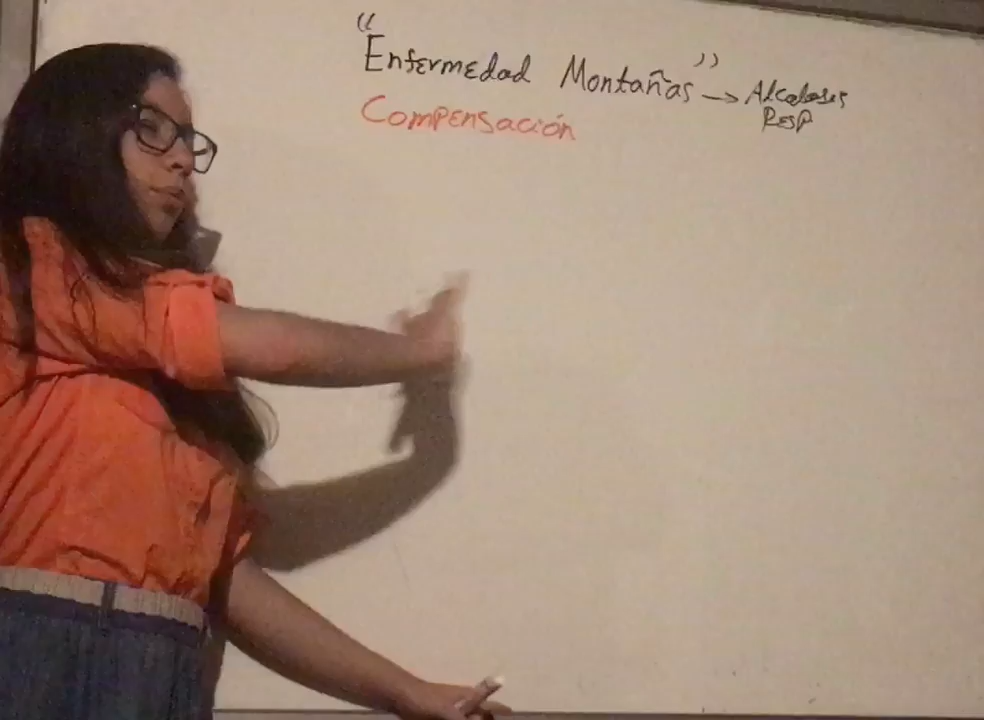 "Enfermedad Montañas" → Alcalosis
Resp
Compensación